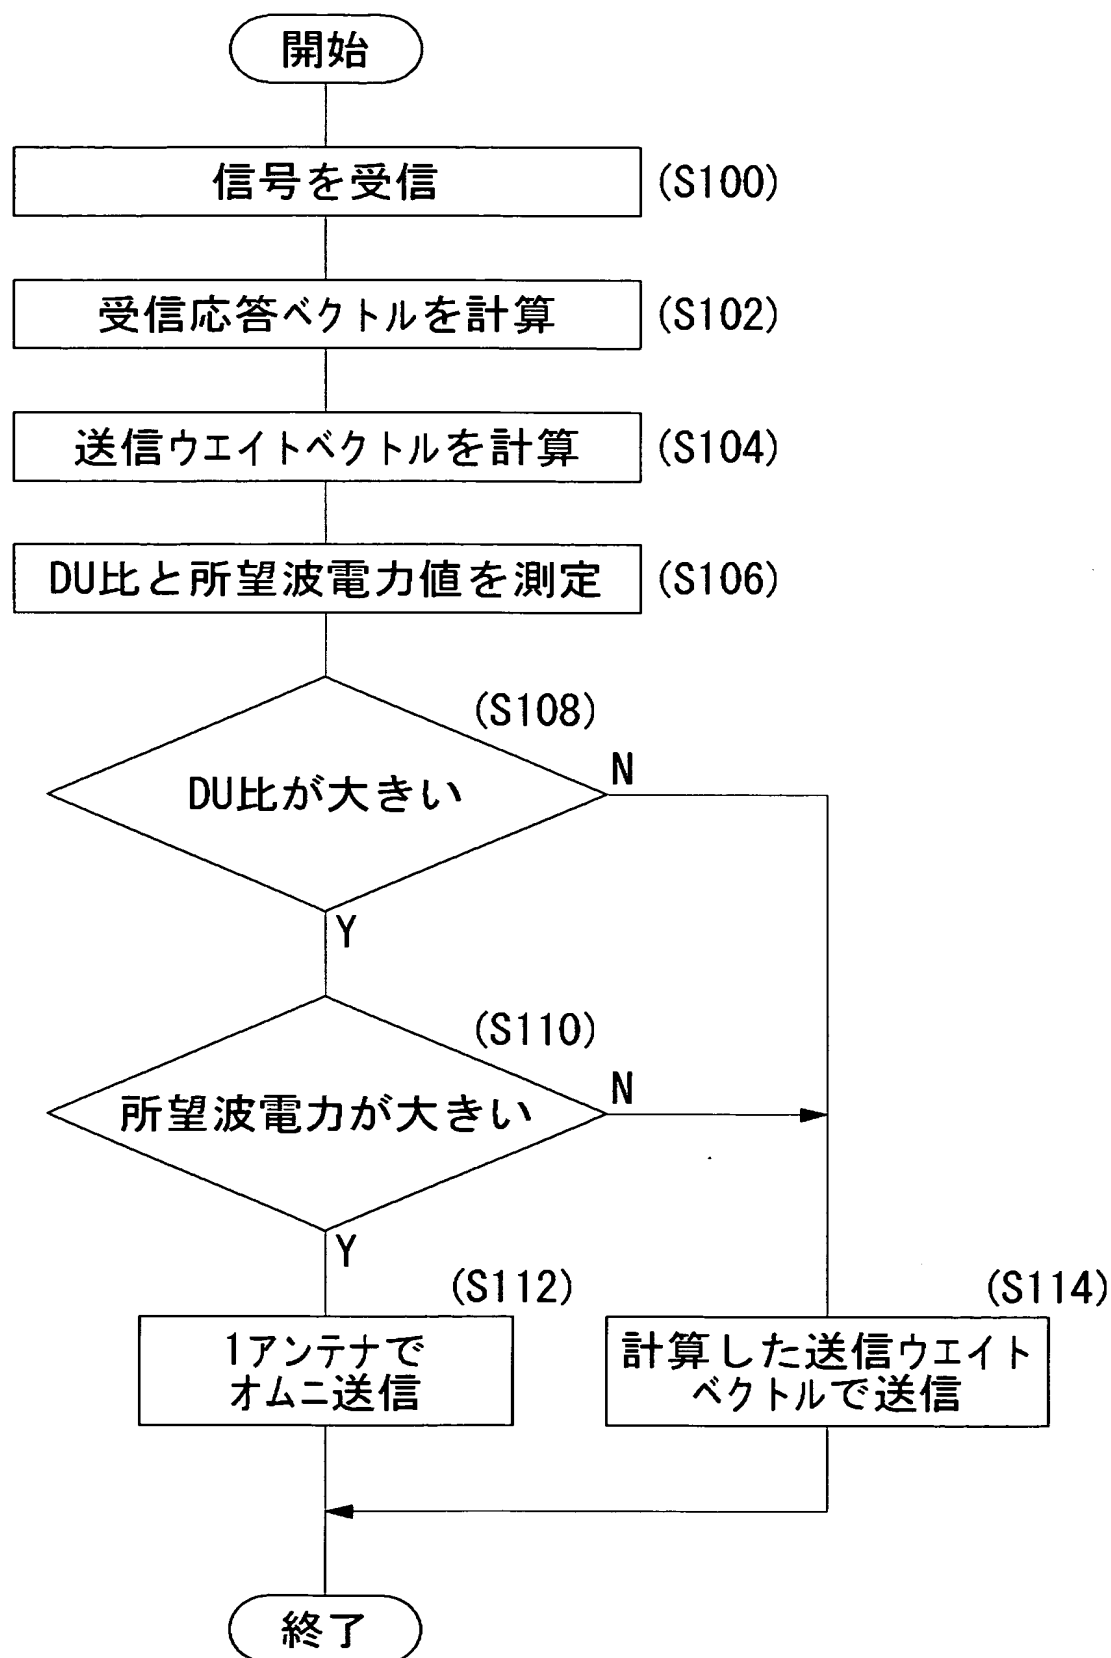 開始
信号を受信 (S100)
受信応答ベクトルを計算 (S102)
送信ウエイトベクトルを計算 (S104)
DU比と所望波電力値を測定 (S106)
(S108)
DU比が大きい
N
Y
(S110)
所望波電力が大きい
N
Y
(S112)
1アンテナで
オムニ送信
(S114)
計算した送信ウエイト
ベクトルで送信
終了